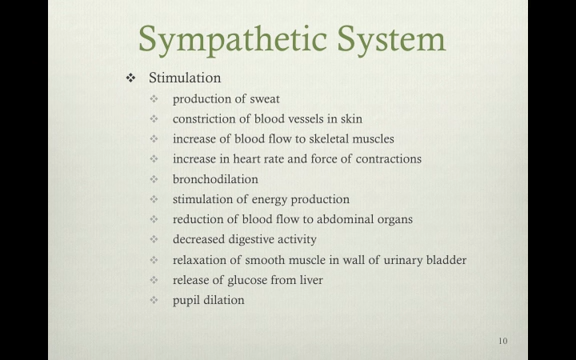 Sympathetic System
Stimulation
production of sweat
constriction of blood vessels in skin
increase of blood flow to skeletal muscles
increase in heart rate and force of contractions
bronchodilation
stimulation of energy production
reduction of blood flow to abdominal organs
decreased digestive activity
relaxation of smooth muscle in wall of urinary bladder
release of glucose from liver
pupil dilation
10